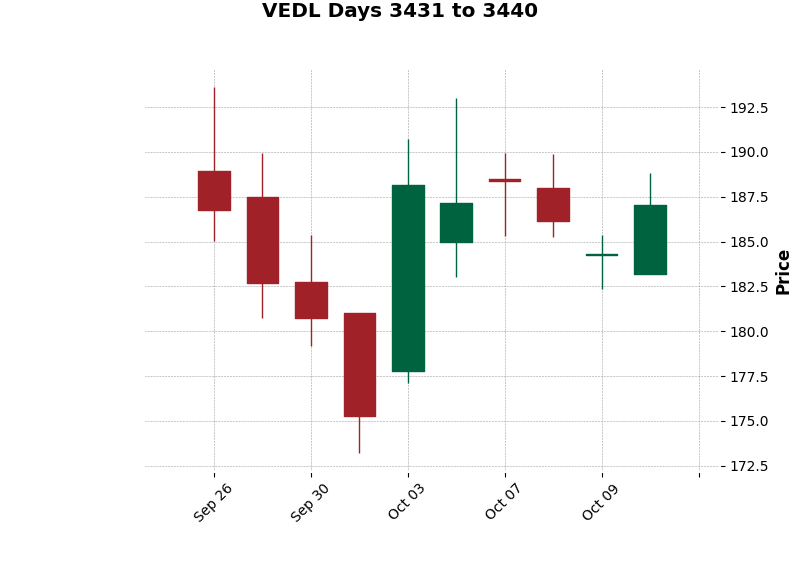 VEDL Days 3431 to 3440
192.5
190.0
187.5
185.0
182.5
180.0
177.5
175.0
172.5
Price
Sep 26
Sep 30
Oct 03
Oct 07
Oct 09